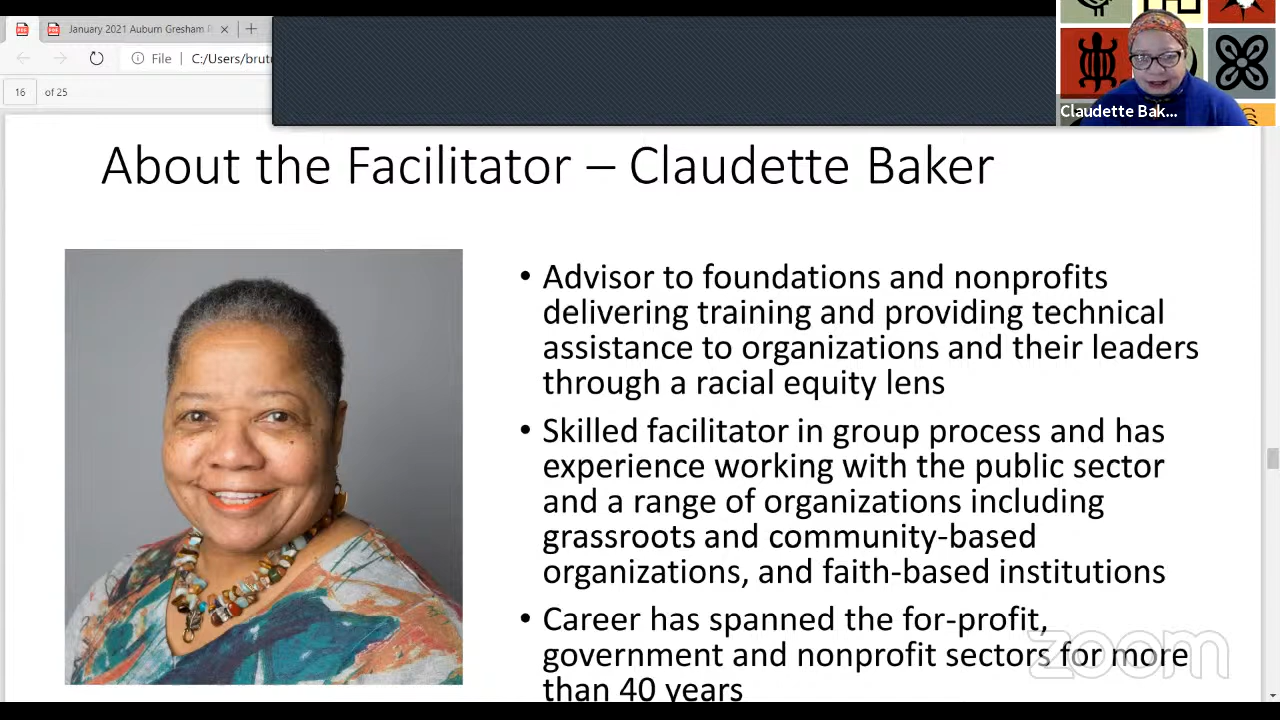 January 2021 Auburn Gresham
File
C:/Users/brut
16
of 25
Claudette Bak...
About the Facilitator – Claudette Baker
• Advisor to foundations and nonprofits
delivering training and providing technical
assistance to organizations and their leaders
through a racial equity lens
• Skilled facilitator in group process and has
experience working with the public sector
and a range of organizations including
grassroots and community-based
organizations, and faith-based institutions
• Career has spanned the for-profit,
government and nonprofit sectors for more
than 40 years
zoom